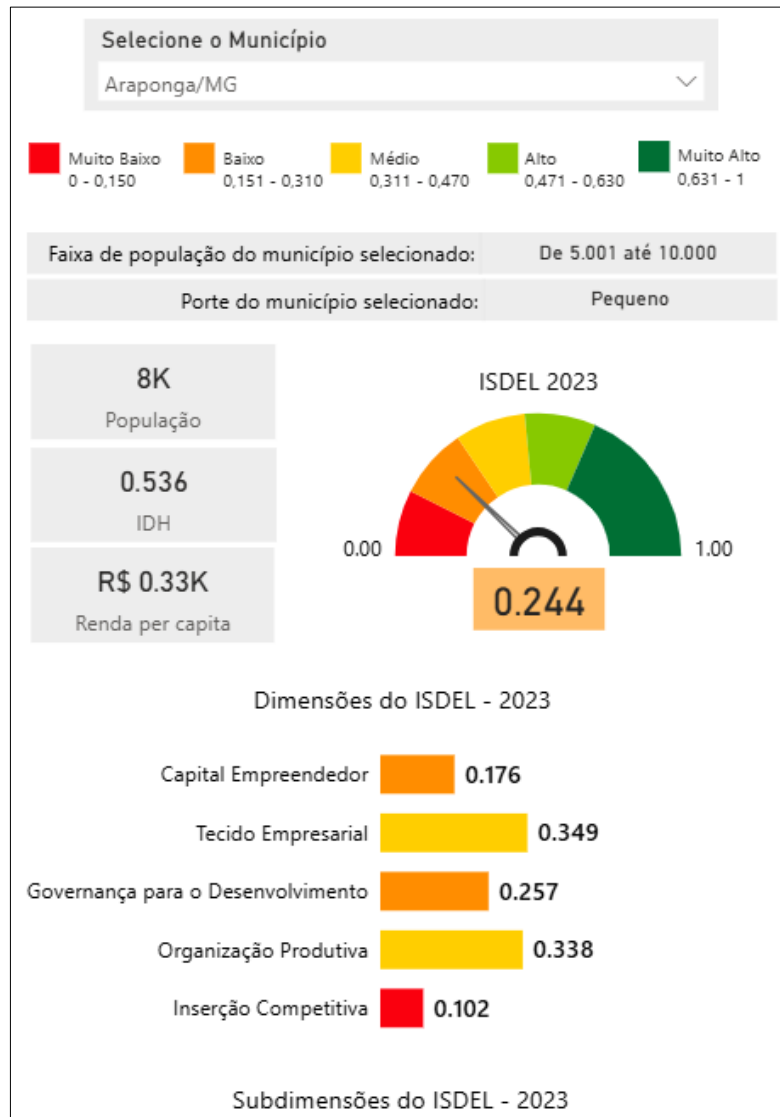 Selecione o Município
Araponga/MG
Muito Baixo
0 - 0,150
Baixo
0,151 - 0,310
Médio
0,311 - 0,470
Alto
0,471 - 0,630
Muito Alto
0,631 - 1
Faixa de população do município selecionado: De 5.001 até 10.000
Porte do município selecionado: Pequeno
8K
População
0.536
IDH
R$ 0.33K
Renda per capita
ISDEL 2023
0.00
1.00
0.244
Dimensões do ISDEL - 2023
Capital Empreendedor 0.176
Tecido Empresarial 0.349
Governança para o Desenvolvimento 0.257
Organização Produtiva 0.338
Inserção Competitiva 0.102
Subdimensões do ISDEL - 2023